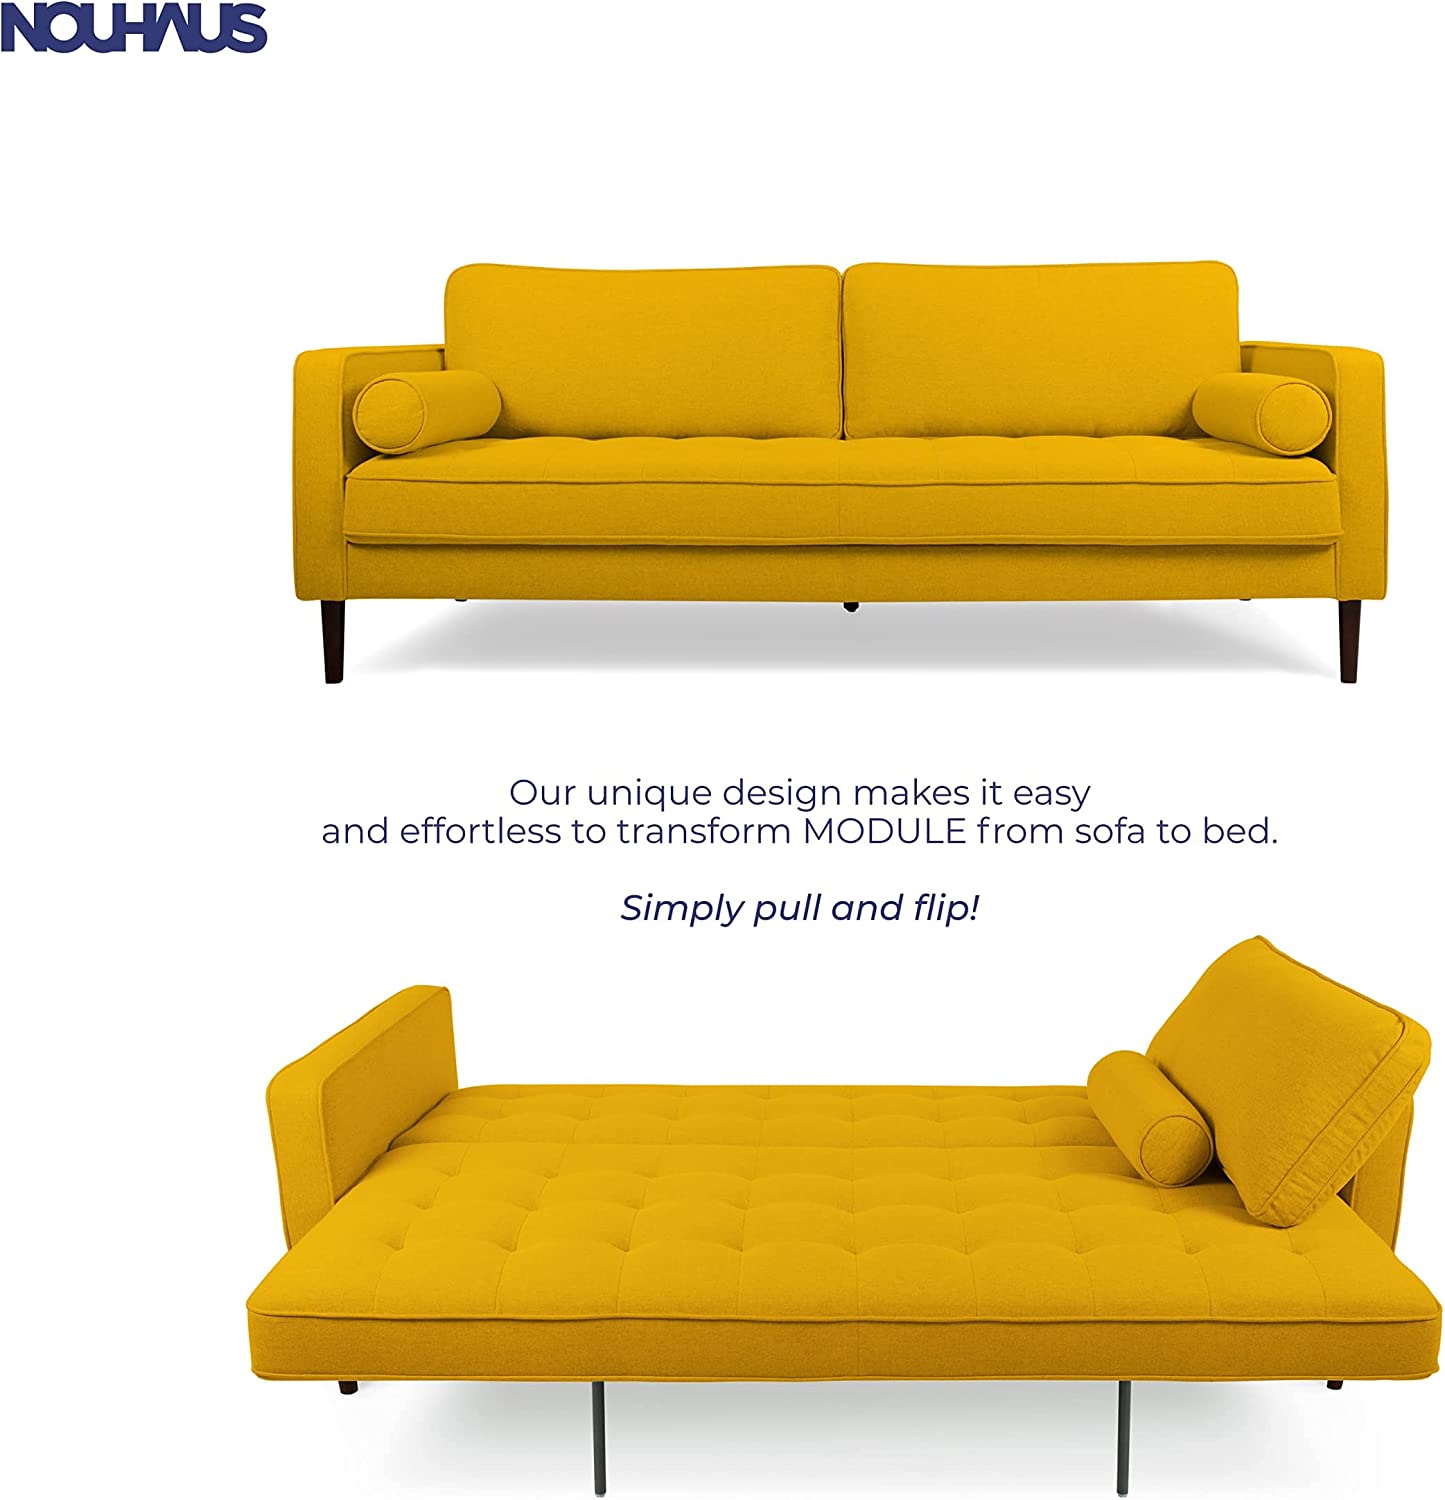 NOUHAUS
Our unique design makes it easy
and effortless to transform MODULE from sofa to bed.
Simply pull and flip!